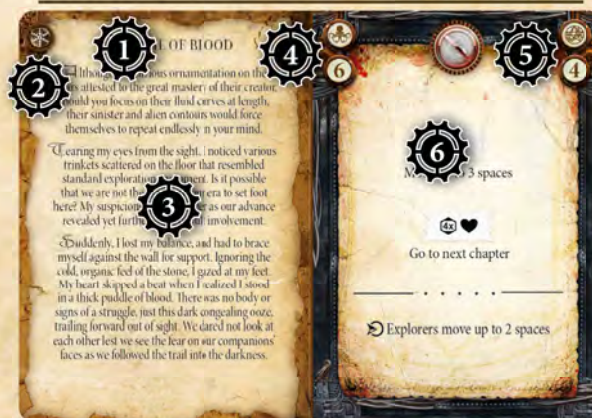 1
L OF BLOOD
4
5
2
6
4
ous ornamentation on the
attested to the great mastery of their creator.
ould you focus on their fluid curves at length,
their sinister and alien contours would force
themselves to repeat endlessly n your mind.
Tearing my eyes from the sight, I noticed various
trinkets scattered on the floor that resembled
standard exploration
ment. Is it possible
that we are not the
era to set foot
here? My suspicion
er as our advance
revealed yet furth
involvement.
3
Suddenly, I lost my balance, and had to brace
myself against the wall for support. Ignoring the
cold, organic feel of the stone, I gazed at my feet.
My heart skipped a beat when I realized I stood
in a thick puddle of blood. There was no body or
signs of a struggle, just this dark congealing ooze,
trailing forward out of sight. We dared not look at
each other lest we see the fear on our companions'
faces as we followed the trail into the darkness.
6
3 spaces
4x
Go to next chapter
Explorers move up to 2 spaces